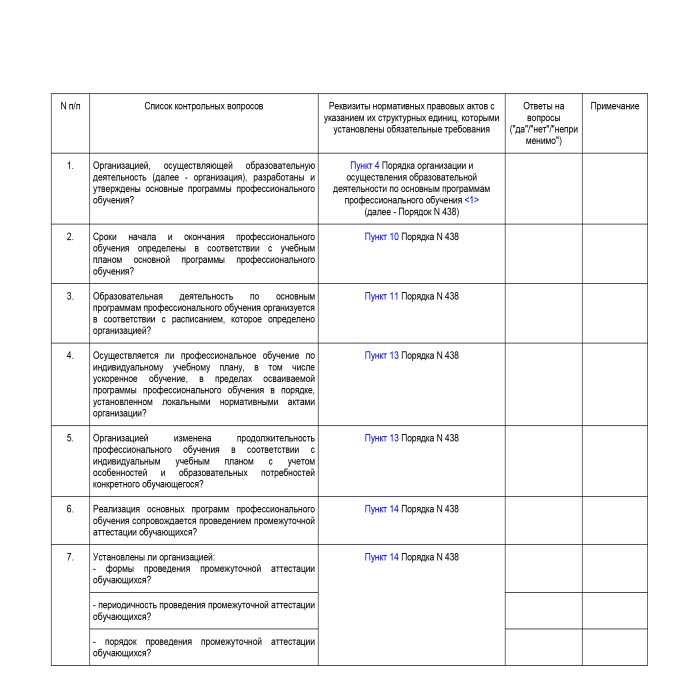 N п/п
Список контрольных вопросов
Реквизиты нормативных правовых актов с
указанием их структурных единиц, которыми
установлены обязательные требования
Ответы на
вопросы
("да"/"нет"/"непри
менимо")
Примечание
1.
Организацией, осуществляющей образовательную
деятельность (далее - организация), разработаны и
утверждены основные программы профессионального
обучения?
Пункт 4 Порядка организации и
осуществления образовательной
деятельности по основным программам
профессионального обучения <1>
(далее - Порядок N 438)
2.
Сроки начала и окончания профессионального
обучения определены в соответствии с учебным
планом основной программы профессионального
обучения?
Пункт 10 Порядка N 438
3.
Образовательная деятельность по основным
программам профессионального обучения организуется
в соответствии с расписанием, которое определено
организацией?
Пункт 11 Порядка N 438
4.
Осуществляется ли профессиональное обучение по
индивидуальному учебному плану, в том числе
ускоренное обучение, в пределах осваиваемой
программы профессионального обучения в порядке,
установленном локальными нормативными актами
организации?
Пункт 13 Порядка N 438
5.
Организацией изменена продолжительность
профессионального обучения в соответствии с
индивидуальным учебным планом с учетом
особенностей и образовательных потребностей
конкретного обучающегося?
Пункт 13 Порядка N 438
6.
Реализация основных программ профессионального
обучения сопровождается проведением промежуточной
аттестации обучающихся?
Пункт 14 Порядка N 438
7.
Установлены ли организацией:
- формы проведения промежуточной аттестации
обучающихся?
Пункт 14 Порядка N 438
- периодичность проведения промежуточной аттестации
обучающихся?
- порядок проведения промежуточной аттестации
обучающихся?